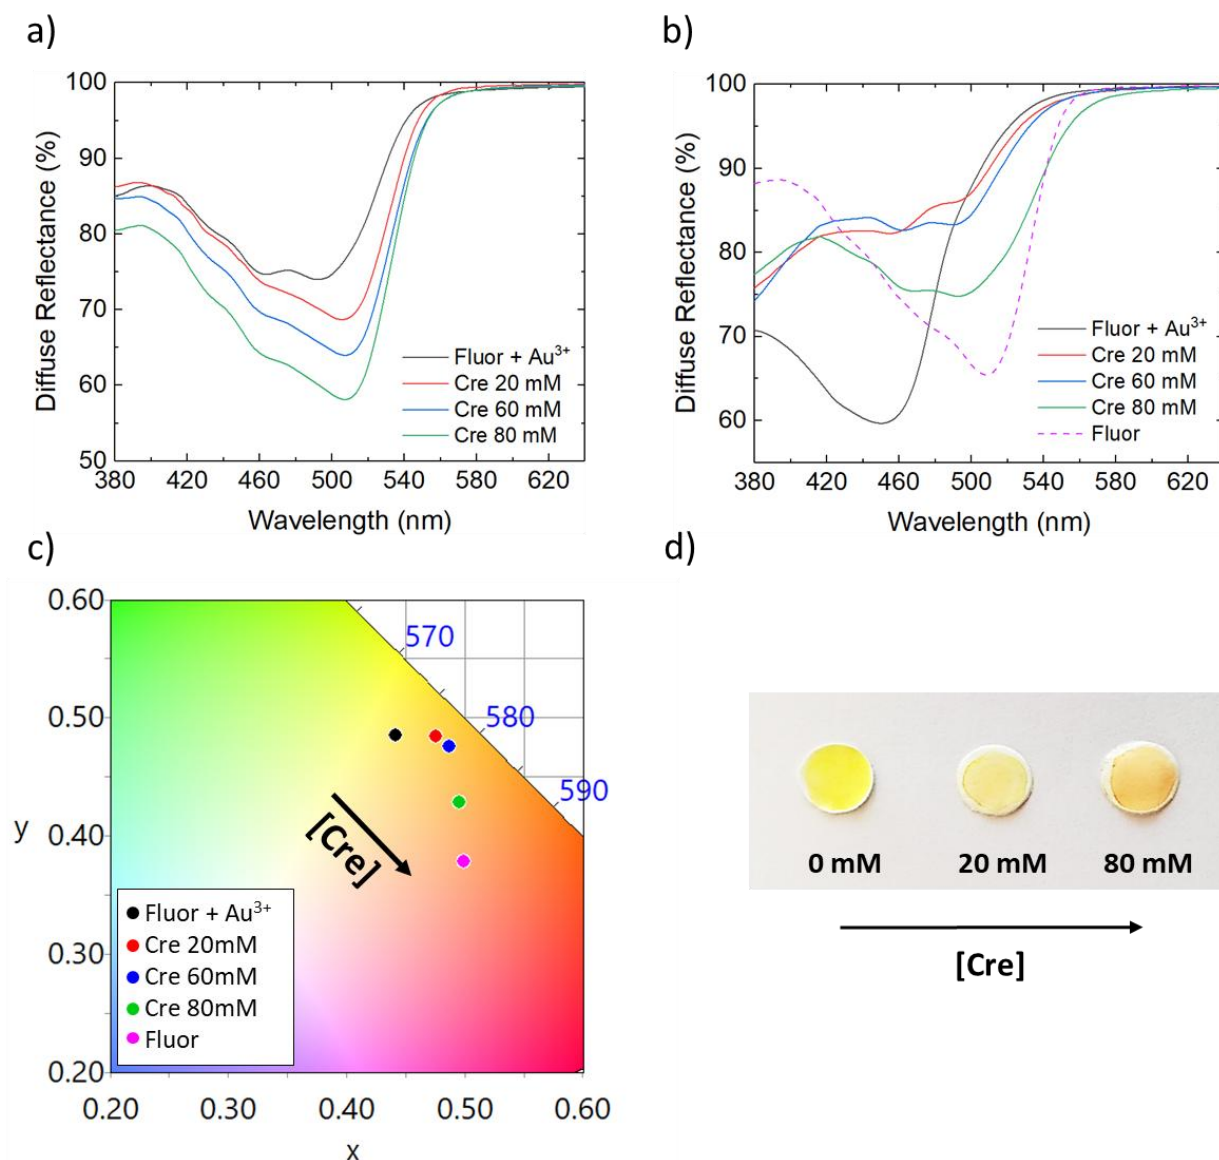 a)
100
90
80
70
60
50
Diffuse Reflectance (%)
380 420 460 500 540 580 620
Wavelength (nm)
Fluor + Au³⁺
Cre 20 mM
Cre 60 mM
Cre 80 mM
b)
100
90
80
70
60
Diffuse Reflectance (%)
380 420 460 500 540 580 620
Wavelength (nm)
Fluor + Au³⁺
Cre 20 mM
Cre 60 mM
Cre 80 mM
Fluor
c)
0.60
0.50
0.40
0.30
0.20
y
570
580
590
[Cre]
Fluor + Au³⁺
Cre 20mM
Cre 60mM
Cre 80mM
Fluor
0.20 0.30 0.40 0.50 0.60
x
d)
0 mM 20 mM 80 mM
[Cre]